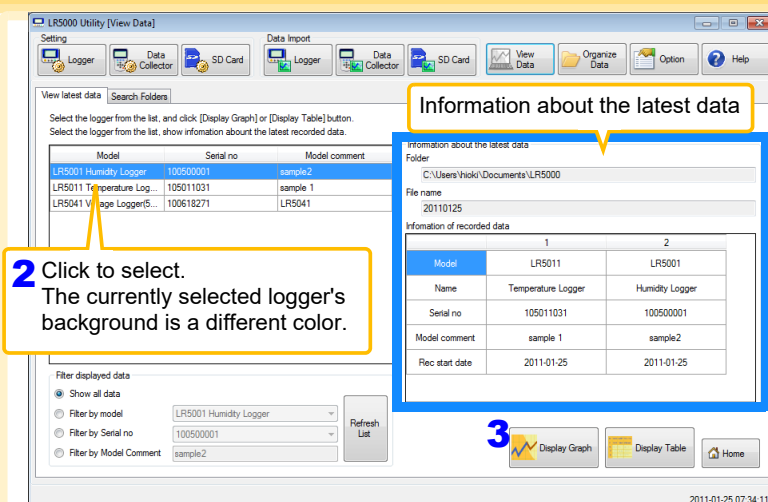 LR5000 Utility [View Data]
Setting
Data Import
Logger
Data Collector
SD Card
Logger
Data Collector
SD Card
View Data
Organize Data
Option
Help
View latest data
Search Folders
Select the logger from the list, and click [Display Graph] or [Display Table] button.
Select the logger from the list, show infomation abount the latest recorded data.
Model Serial no Model comment
LR5001 Humidity Logger 100500001 sample2
LR5011 Temperature Log... 105011031 sample 1
LR5041 Voltage Logger(5... 100618271 LR5041
2 Click to select.
The currently selected logger's
background is a different color.
Information about the latest data
Infomation about the latest data
Folder
C:\Users\hioki\Documents\LR5000
File name
20110125
Infomation of recorded data
1 2
Model LR5011 LR5001
Name Temperature Logger Humidity Logger
Serial no 105011031 100500001
Model comment sample 1 sample2
Rec start date 2011-01-25 2011-01-25
Filter displayed data
Show all data
Filter by model LR5001 Humidity Logger
Filter by Serial no 100500001
Filter by Model Comment sample2
Refresh
List
3
Display Graph
Display Table
Home
2011-01-25 07:34:11